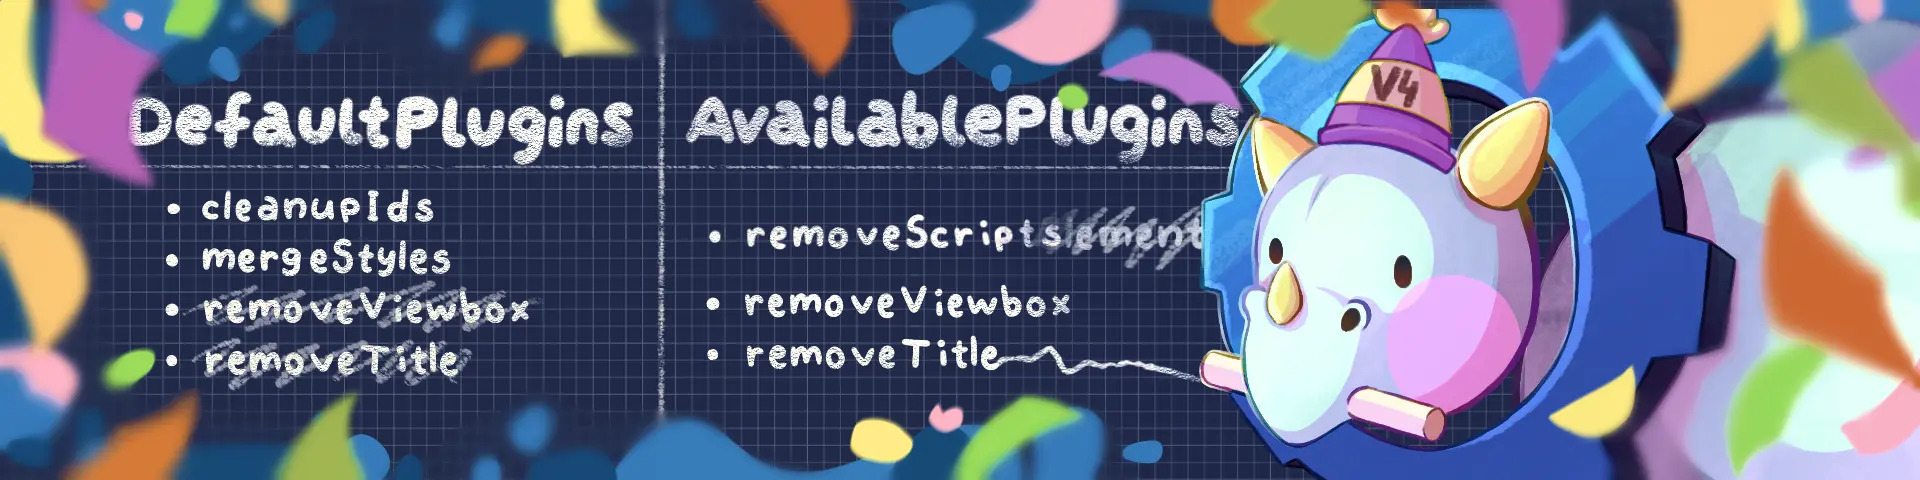 DefaultPlugins
cleanupIds
mergeStyles
removeViewbox
removeTitle
AvailablePlugins
removeScripts
removeViewbox
removeTitle
V4